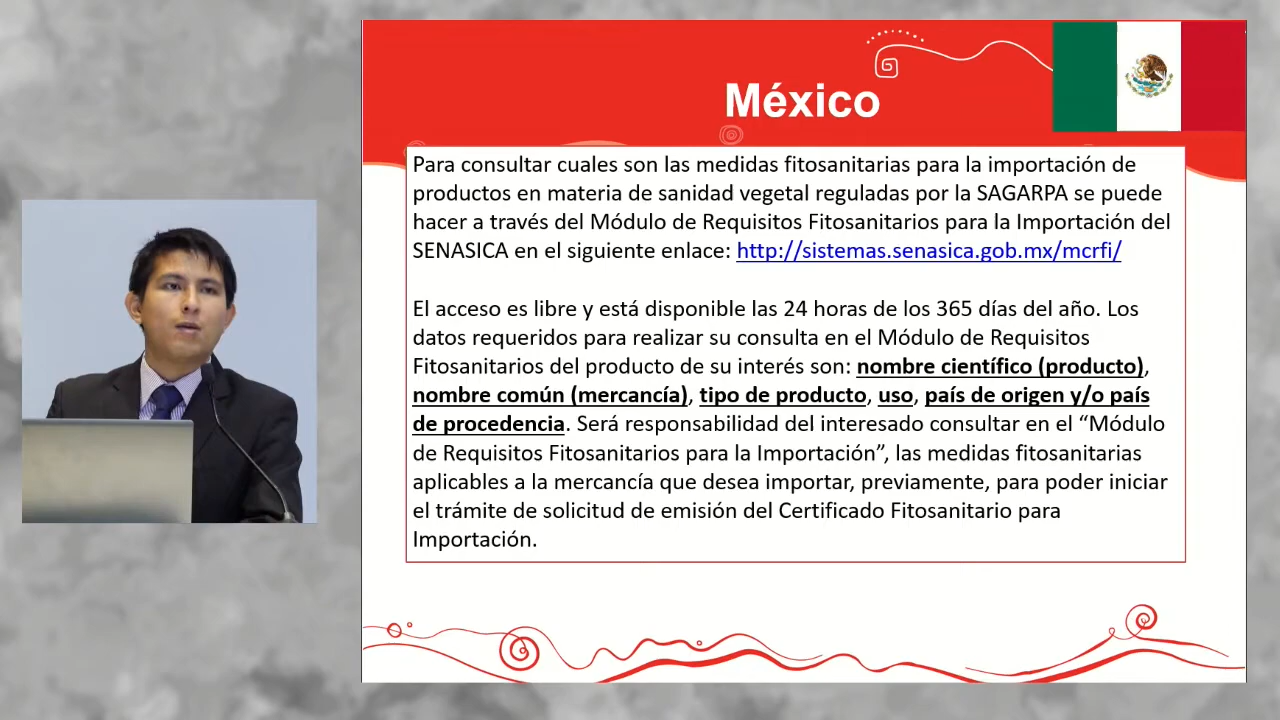 México
Para consultar cuales son las medidas fitosanitarias para la importación de
productos en materia de sanidad vegetal reguladas por la SAGARPA se puede
hacer a través del Módulo de Requisitos Fitosanitarios para la Importación del
SENASICA en el siguiente enlace: http://sistemas.senasica.gob.mx/mcrfi/
El acceso es libre y está disponible las 24 horas de los 365 días del año. Los
datos requeridos para realizar su consulta en el Módulo de Requisitos
Fitosanitarios del producto de su interés son: nombre científico (producto),
nombre común (mercancía), tipo de producto, uso, país de origen y/o país
de procedencia. Será responsabilidad del interesado consultar en el “Módulo
de Requisitos Fitosanitarios para la Importación”, las medidas fitosanitarias
aplicables a la mercancía que desea importar, previamente, para poder iniciar
el trámite de solicitud de emisión del Certificado Fitosanitario para
Importación.